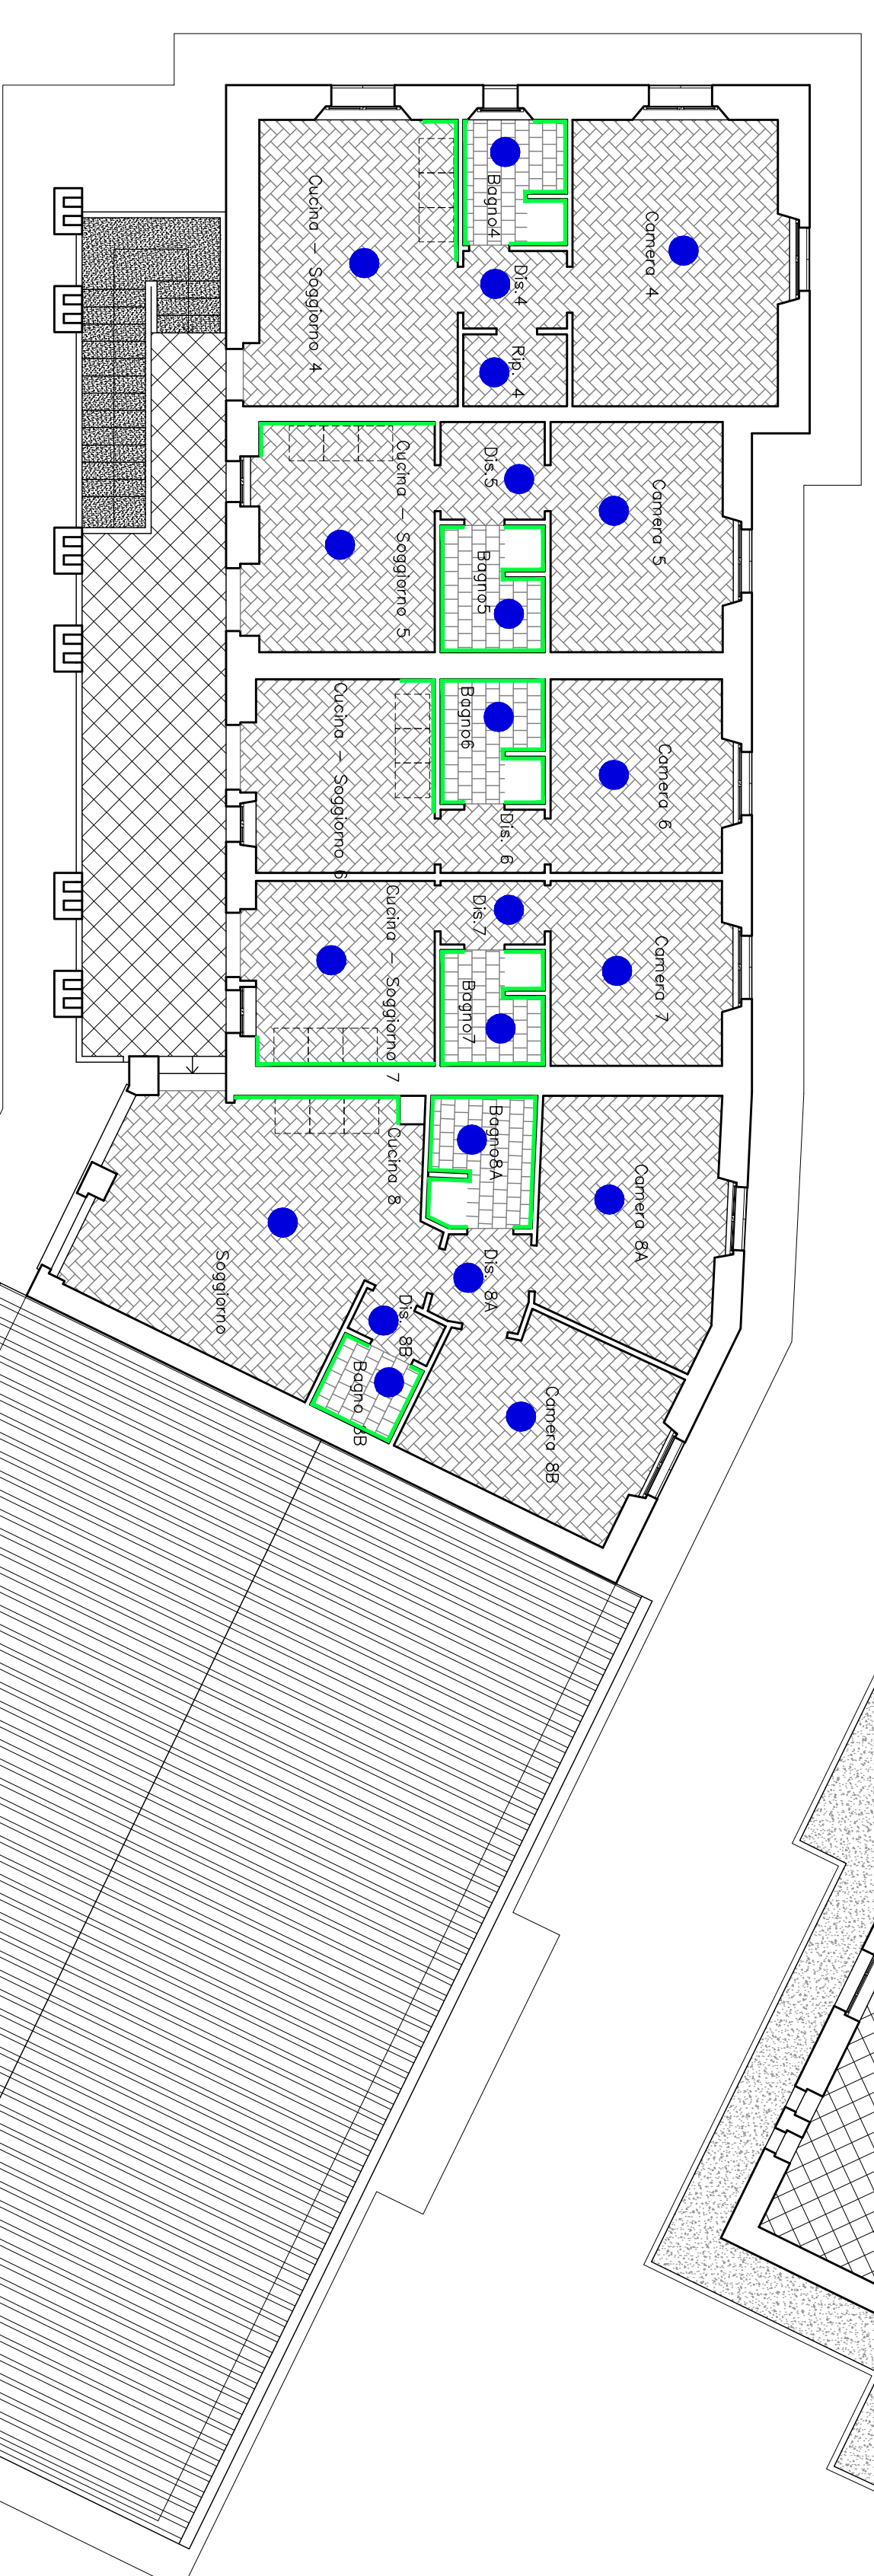 Cucina – Soggiorno 4
Bagno4
Dis.4
Rip. 4
Camera 4
Cucina – Soggiorno 5
Dis.5
Bagno5
Camera 5
Cucina – Soggiorno 6
Bagno6
Dis. 6
Camera 6
Cucina – Soggiorno 7
Dis.7
Bagno7
Camera 7
Cucina 8
Soggiorno
Bagno8A
Dis. 8A
Camera 8A
Dis. 8B
Bagno 8B
Camera 8B